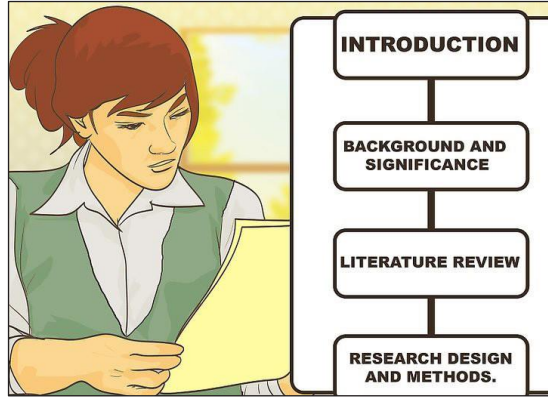 INTRODUCTION
BACKGROUND AND
SIGNIFICANCE
LITERATURE REVIEW
RESEARCH DESIGN
AND METHODS.